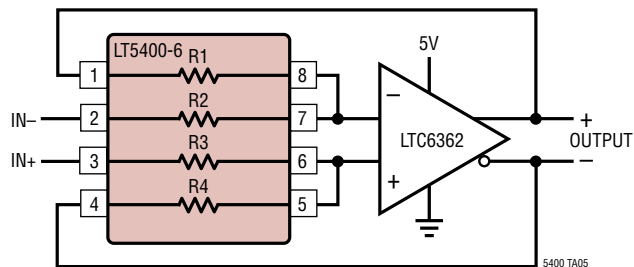 LT5400-6
5V
R1
1
8
R2
IN–
2
7
–
+
R3
LTC6362
OUTPUT
IN+
3
6
–
R4
+
4
5
5400 TA05